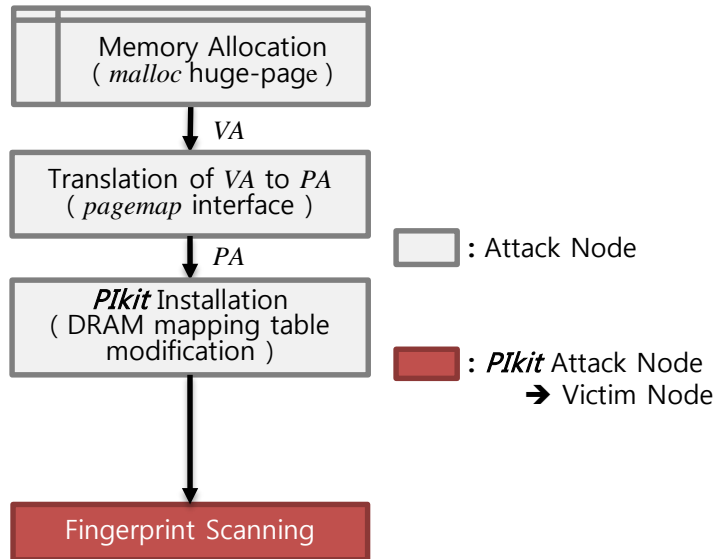 Memory Allocation
( malloc huge-page )
VA
Translation of VA to PA
( pagemap interface )
PA
PIkit Installation
( DRAM mapping table
modification )
Fingerprint Scanning
: Attack Node
: PIkit Attack Node
➔ Victim Node